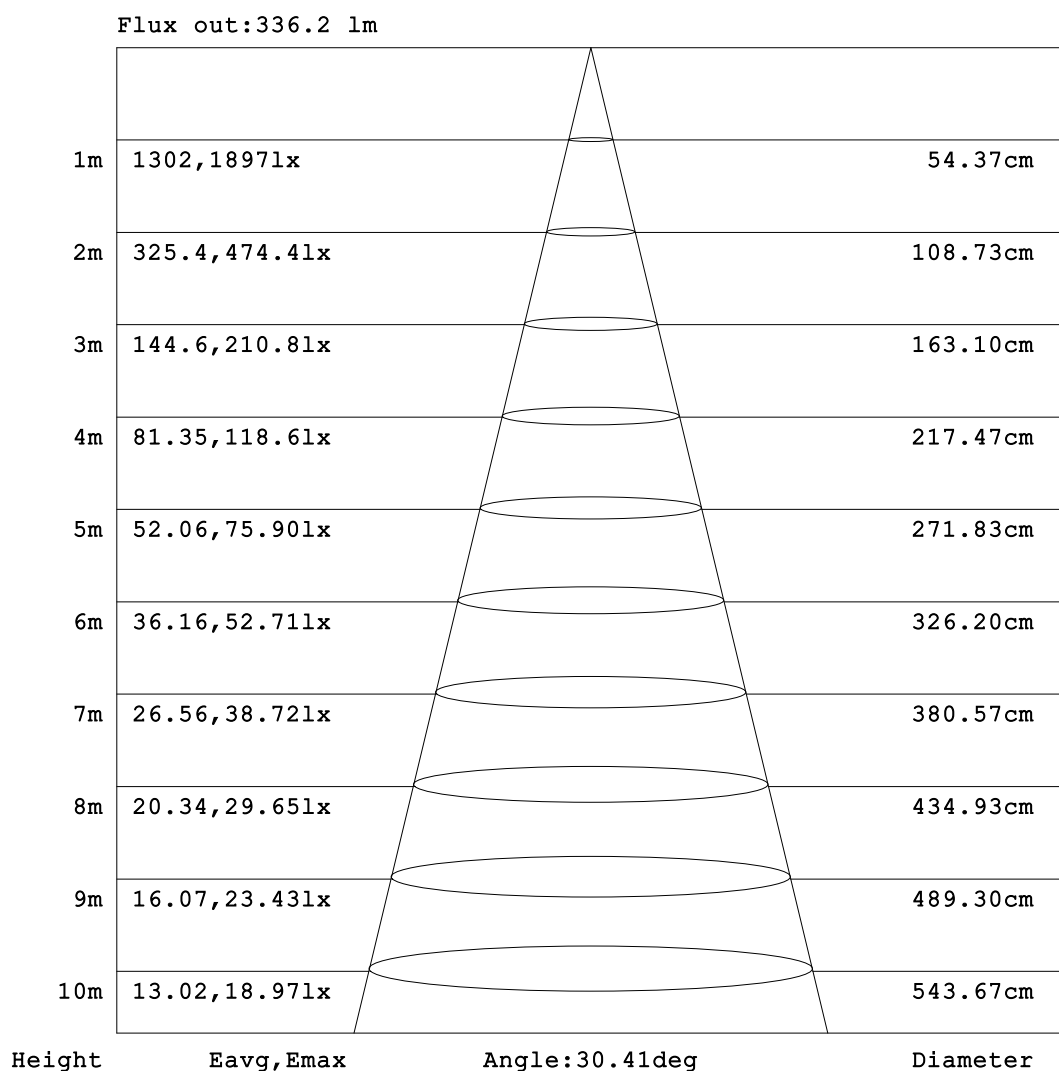 Flux out:336.2 lm
1m 1302,1897lx 54.37cm
2m 325.4,474.4lx 108.73cm
3m 144.6,210.8lx 163.10cm
4m 81.35,118.6lx 217.47cm
5m 52.06,75.90lx 271.83cm
6m 36.16,52.71lx 326.20cm
7m 26.56,38.72lx 380.57cm
8m 20.34,29.65lx 434.93cm
9m 16.07,23.43lx 489.30cm
10m 13.02,18.97lx 543.67cm
Height Eavg,Emax Angle:30.41deg Diameter